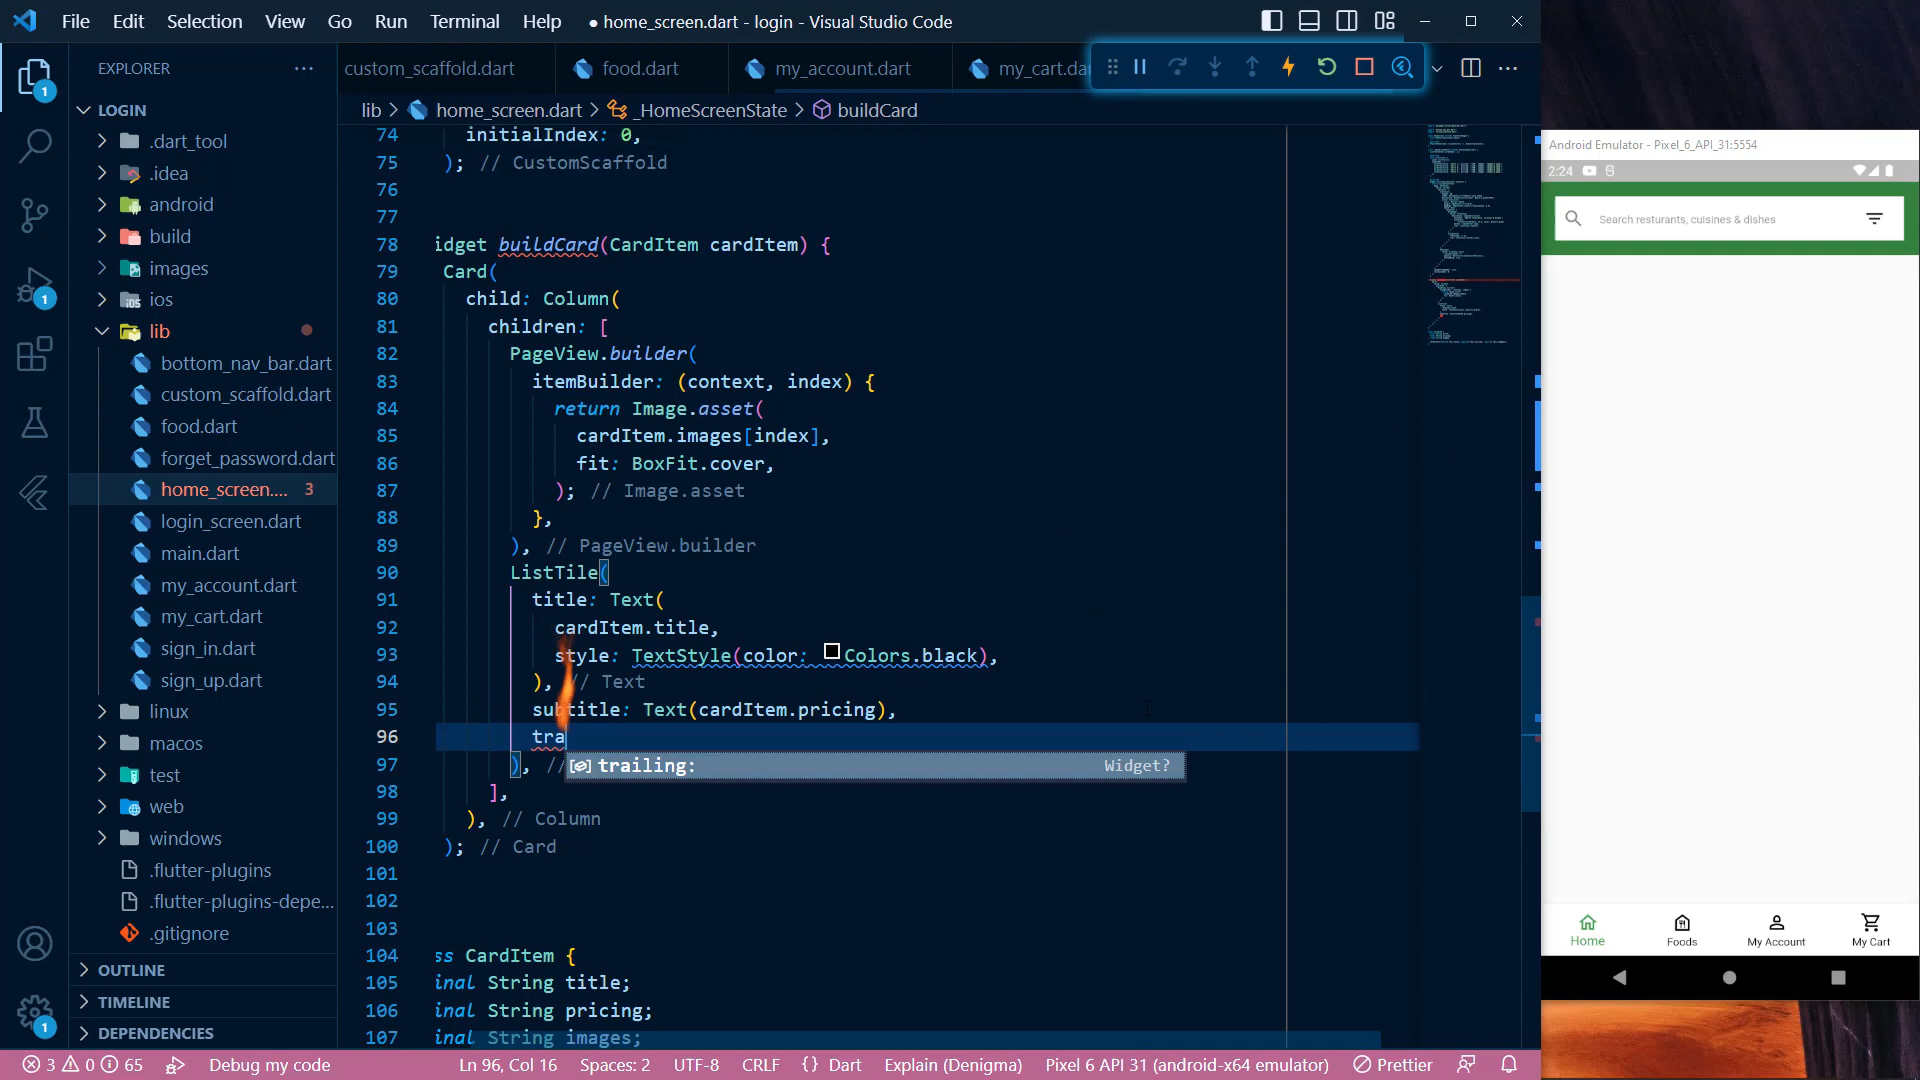 File Edit Selection View Go Run Terminal Help
● home_screen.dart - login - Visual Studio Code
EXPLORER
custom_scaffold.dart
food.dart
my_account.dart
my_cart.da
lib > home_screen.dart > _HomeScreenState > buildCard
LOGIN
.dart_tool
.idea
android
build
images
ios
lib
bottom_nav_bar.dart
custom_scaffold.dart
food.dart
forget_password.dart
home_screen.... 3
login_screen.dart
main.dart
my_account.dart
my_cart.dart
sign_in.dart
sign_up.dart
linux
macos
test
web
windows
.flutter-plugins
.flutter-plugins-depe...
.gitignore
OUTLINE
TIMELINE
DEPENDENCIES
1
1
1
74 initialIndex: 0,
75 ); // CustomScaffold
76
77
78 idget buildCard(CardItem cardItem) {
79 Card(
80 child: Column(
81 children: [
82 PageView.builder(
83 itemBuilder: (context, index) {
84 return Image.asset(
85 cardItem.images[index],
86 fit: BoxFit.cover,
87 ); // Image.asset
88 },
89 ), // PageView.builder
90 ListTile(
91 title: Text(
92 cardItem.title,
93 style: TextStyle(color: Colors.black),
94 ), // Text
95 subtitle: Text(cardItem.pricing),
96 tra
trailing: Widget?
97 ), //
98 ],
99 ), // Column
100 ); // Card
101
102
103
104 ss CardItem {
105 inal String title;
106 inal String pricing;
107 inal String images;
3 0 65 Debug my code
Ln 96, Col 16 Spaces: 2 UTF-8 CRLF {} Dart Explain (Denigma) Pixel 6 API 31 (android-x64 emulator) Prettier
Android Emulator - Pixel_6_API_31:5554
2:24
Search resturants, cuisines & dishes
Home Foods My Account My Cart